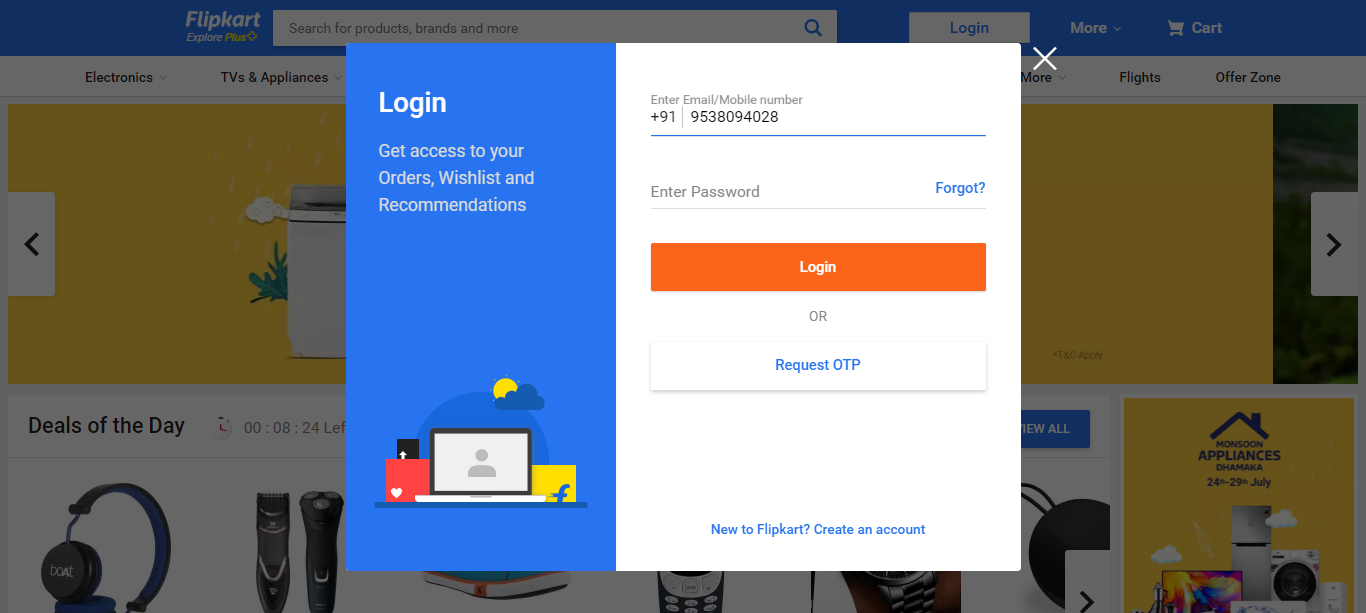 Flipkart
Explore Plus
Search for products, brands and more
Login
More
Cart
Electronics
TVs & Appliances
More
Flights
Offer Zone
Login
Get access to your
Orders, Wishlist and
Recommendations
Enter Email/Mobile number
+91 9538094028
Enter Password
Forgot?
Login
OR
Request OTP
New to Flipkart? Create an account
*T&C Apply
Deals of the Day
00 : 08 : 24 Lef
VIEW ALL
boAt
MONSOON
APPLIANCES
DHAMAKA
24th-29th July